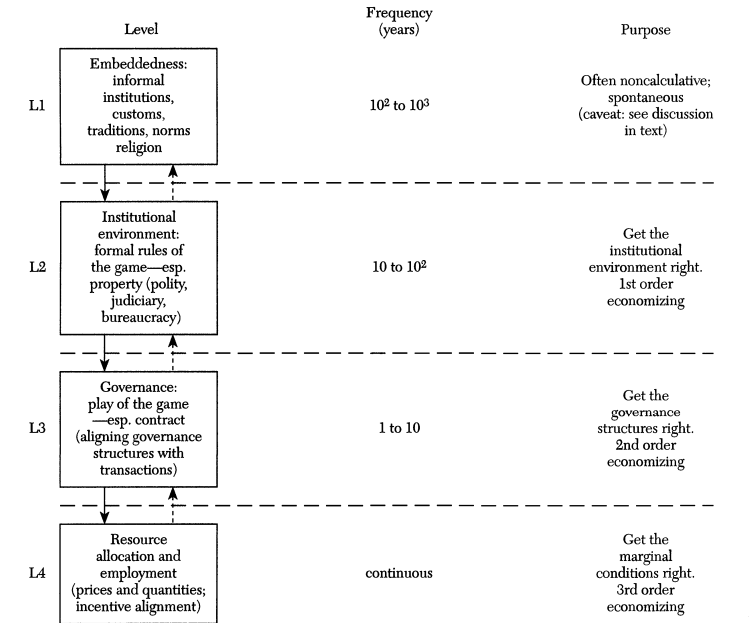 Level
Frequency
(years)
Purpose
L1
Embeddedness:
informal
institutions,
customs,
traditions, norms
religion
10² to 10³
Often noncalculative;
spontaneous
(caveat: see discussion
in text)
L2
Institutional
environment:
formal rules of
the game—esp.
property (polity,
judiciary,
bureaucracy)
10 to 10²
Get the
institutional
environment right.
1st order
economizing
L3
Governance:
play of the game
—esp. contract
(aligning governance
structures with
transactions)
1 to 10
Get the
governance
structures right.
2nd order
economizing
L4
Resource
allocation and
employment
(prices and quantities;
incentive alignment)
continuous
Get the
marginal
conditions right.
3rd order
economizing